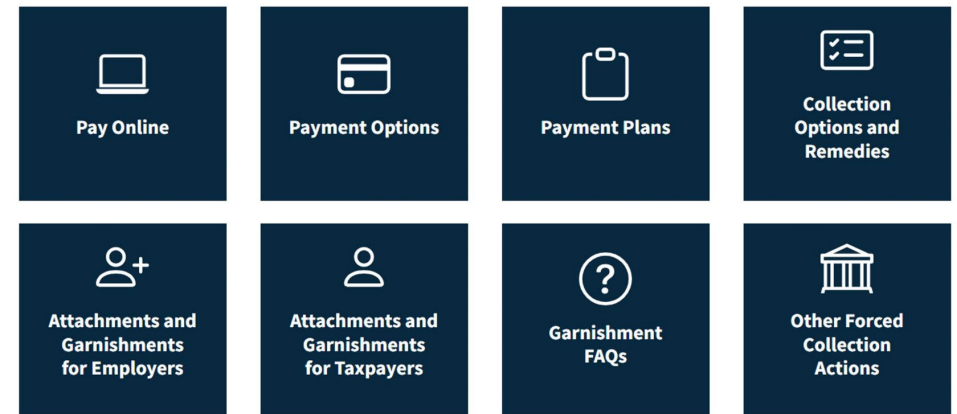 Pay Online
Payment Options
Payment Plans
Collection
Options and
Remedies
Attachments and
Garnishments
for Employers
Attachments and
Garnishments
for Taxpayers
?
Garnishment
FAQs
Other Forced
Collection
Actions